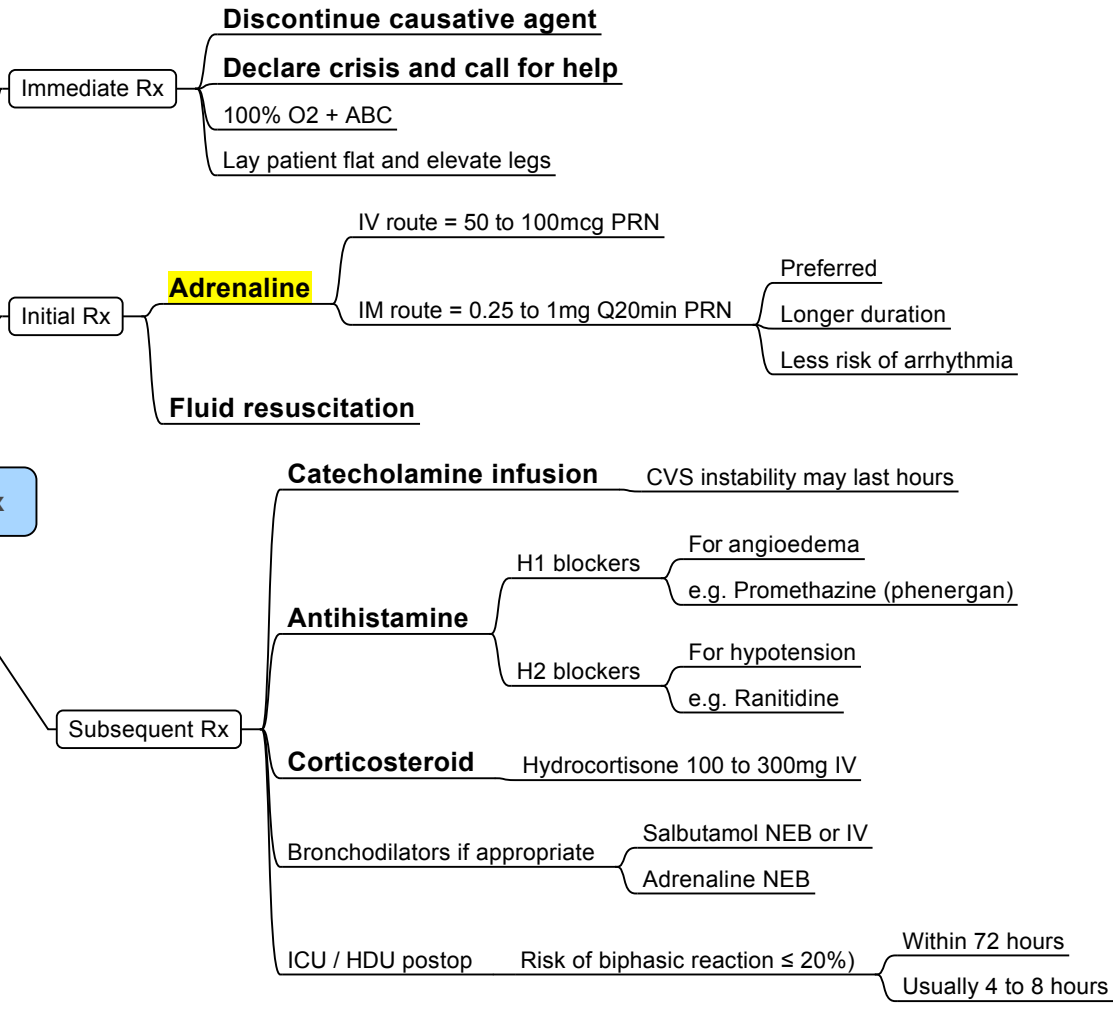 Immediate Rx
Discontinue causative agent
Declare crisis and call for help
100% O2 + ABC
Lay patient flat and elevate legs
Initial Rx
Adrenaline
IV route = 50 to 100mcg PRN
IM route = 0.25 to 1mg Q20min PRN
Preferred
Longer duration
Less risk of arrhythmia
Fluid resuscitation
Subsequent Rx
Catecholamine infusion
CVS instability may last hours
Antihistamine
H1 blockers
For angioedema
e.g. Promethazine (phenergan)
H2 blockers
For hypotension
e.g. Ranitidine
Corticosteroid
Hydrocortisone 100 to 300mg IV
Bronchodilators if appropriate
Salbutamol NEB or IV
Adrenaline NEB
ICU / HDU postop
Risk of biphasic reaction ≤ 20%)
Within 72 hours
Usually 4 to 8 hours